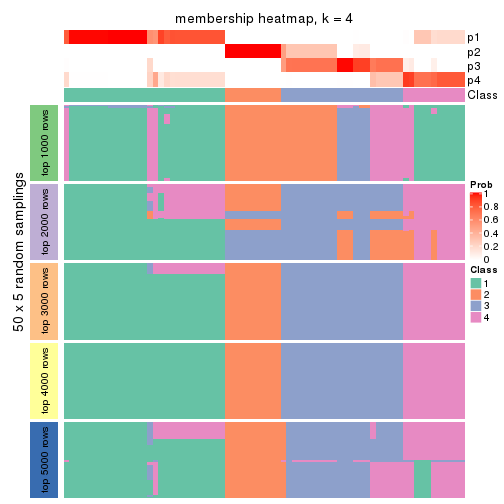 membership heatmap, k = 4
p1
p2
p3
p4
Class
50 x 5 random samplings
top 1000 rows
top 2000 rows
top 3000 rows
top 4000 rows
top 5000 rows
Prob
1
0.8
0.6
0.4
0.2
0
Class
1
2
3
4